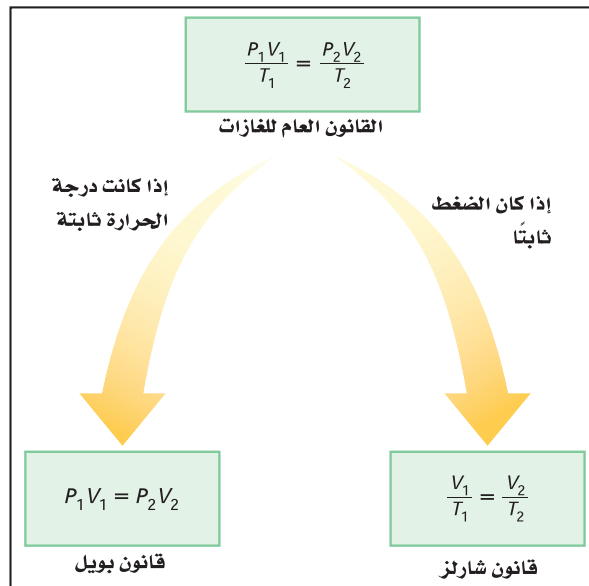 P₁V₁/T₁ = P₂V₂/T₂
القانون العام للغازات
إذا كان الضغط
ثابتًا
إذا كانت درجة
الحرارة ثابتة
V₁/T₁ = V₂/T₂
قانون شارلز
P₁V₁ = P₂V₂
قانون بويل